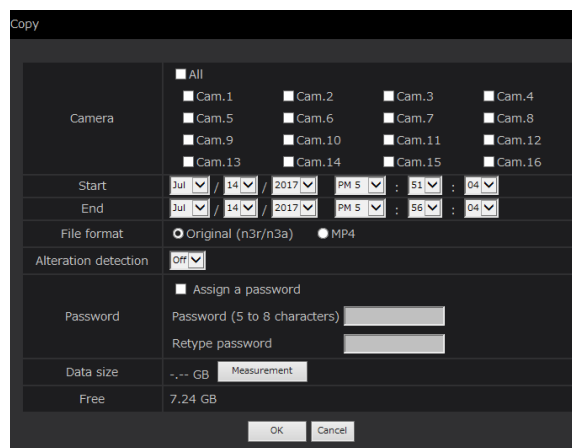 Copy
Camera
All
Cam.1 Cam.2 Cam.3 Cam.4
Cam.5 Cam.6 Cam.7 Cam.8
Cam.9 Cam.10 Cam.11 Cam.12
Cam.13 Cam.14 Cam.15 Cam.16
Start Jul / 14 / 2017 PM 5 : 51 : 04
End Jul / 14 / 2017 PM 5 : 56 : 04
File format Original (n3r/n3a) MP4
Alteration detection Off
Password
Assign a password
Password (5 to 8 characters)
Retype password
Data size -.-- GB Measurement
Free 7.24 GB
OK Cancel